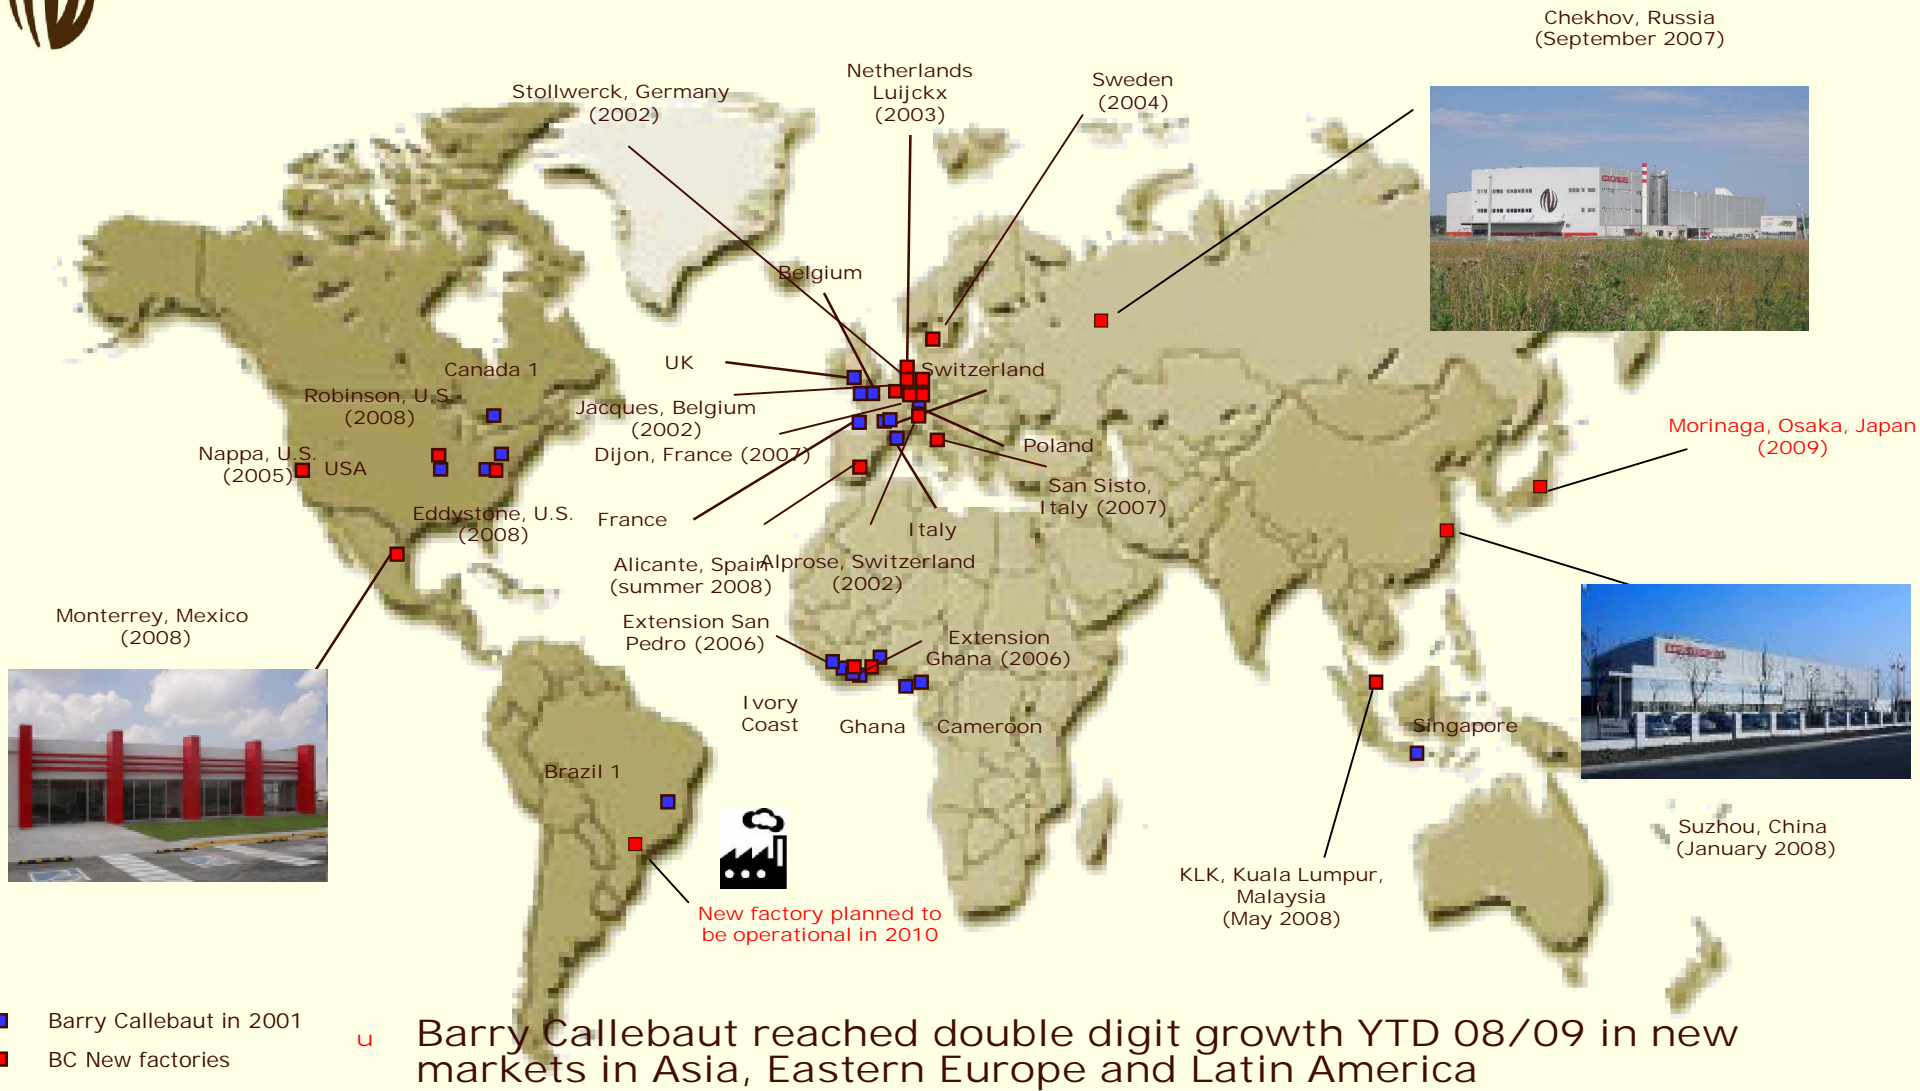 Chekhov, Russia
(September 2007)
Netherlands
Luijckx
(2003)
Sweden
(2004)
Stollwerck, Germany
(2002)
Belgium
UK
Switzerland
Canada 1
Robinson, U.S.
(2008)
Jacques, Belgium
(2002)
Dijon, France (2007)
Poland
Morinaga, Osaka, Japan
(2009)
Nappa, U.S.
(2005)
USA
San Sisto,
Italy (2007)
Eddystone, U.S.
(2008)
France
Italy
Alicante, Spain
(summer 2008)
Alprose, Switzerland
(2002)
Monterrey, Mexico
(2008)
Extension San
Pedro (2006)
Extension
Ghana (2006)
Ivory
Coast
Ghana
Cameroon
Singapore
Brazil 1
Suzhou, China
(January 2008)
KLK, Kuala Lumpur,
Malaysia
(May 2008)
New factory planned to
be operational in 2010
Barry Callebaut in 2001
BC New factories
u Barry Callebaut reached double digit growth YTD 08/09 in new
markets in Asia, Eastern Europe and Latin America